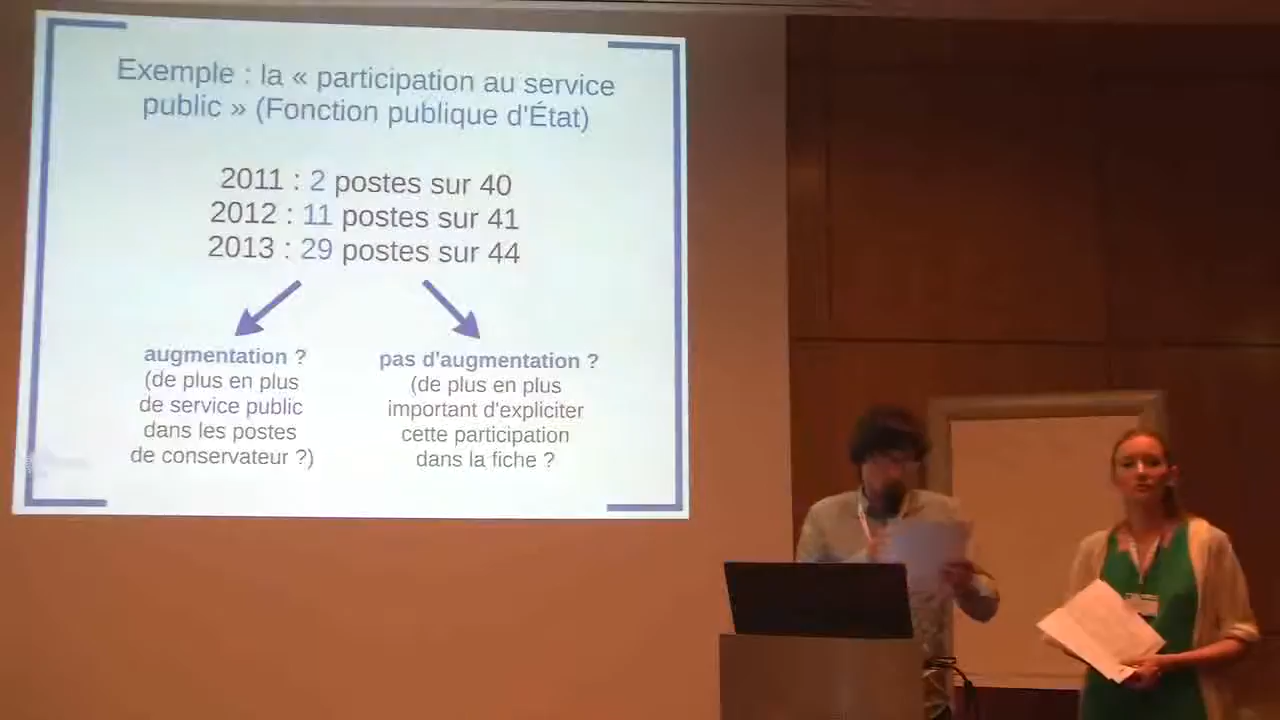 Exemple : la « participation au service
public » (Fonction publique d'État)
2011 : 2 postes sur 40
2012 : 11 postes sur 41
2013 : 29 postes sur 44
augmentation ?
(de plus en plus
de service public
dans les postes
de conservateur ?)
pas d'augmentation ?
(de plus en plus
important d'expliciter
cette participation
dans la fiche ?